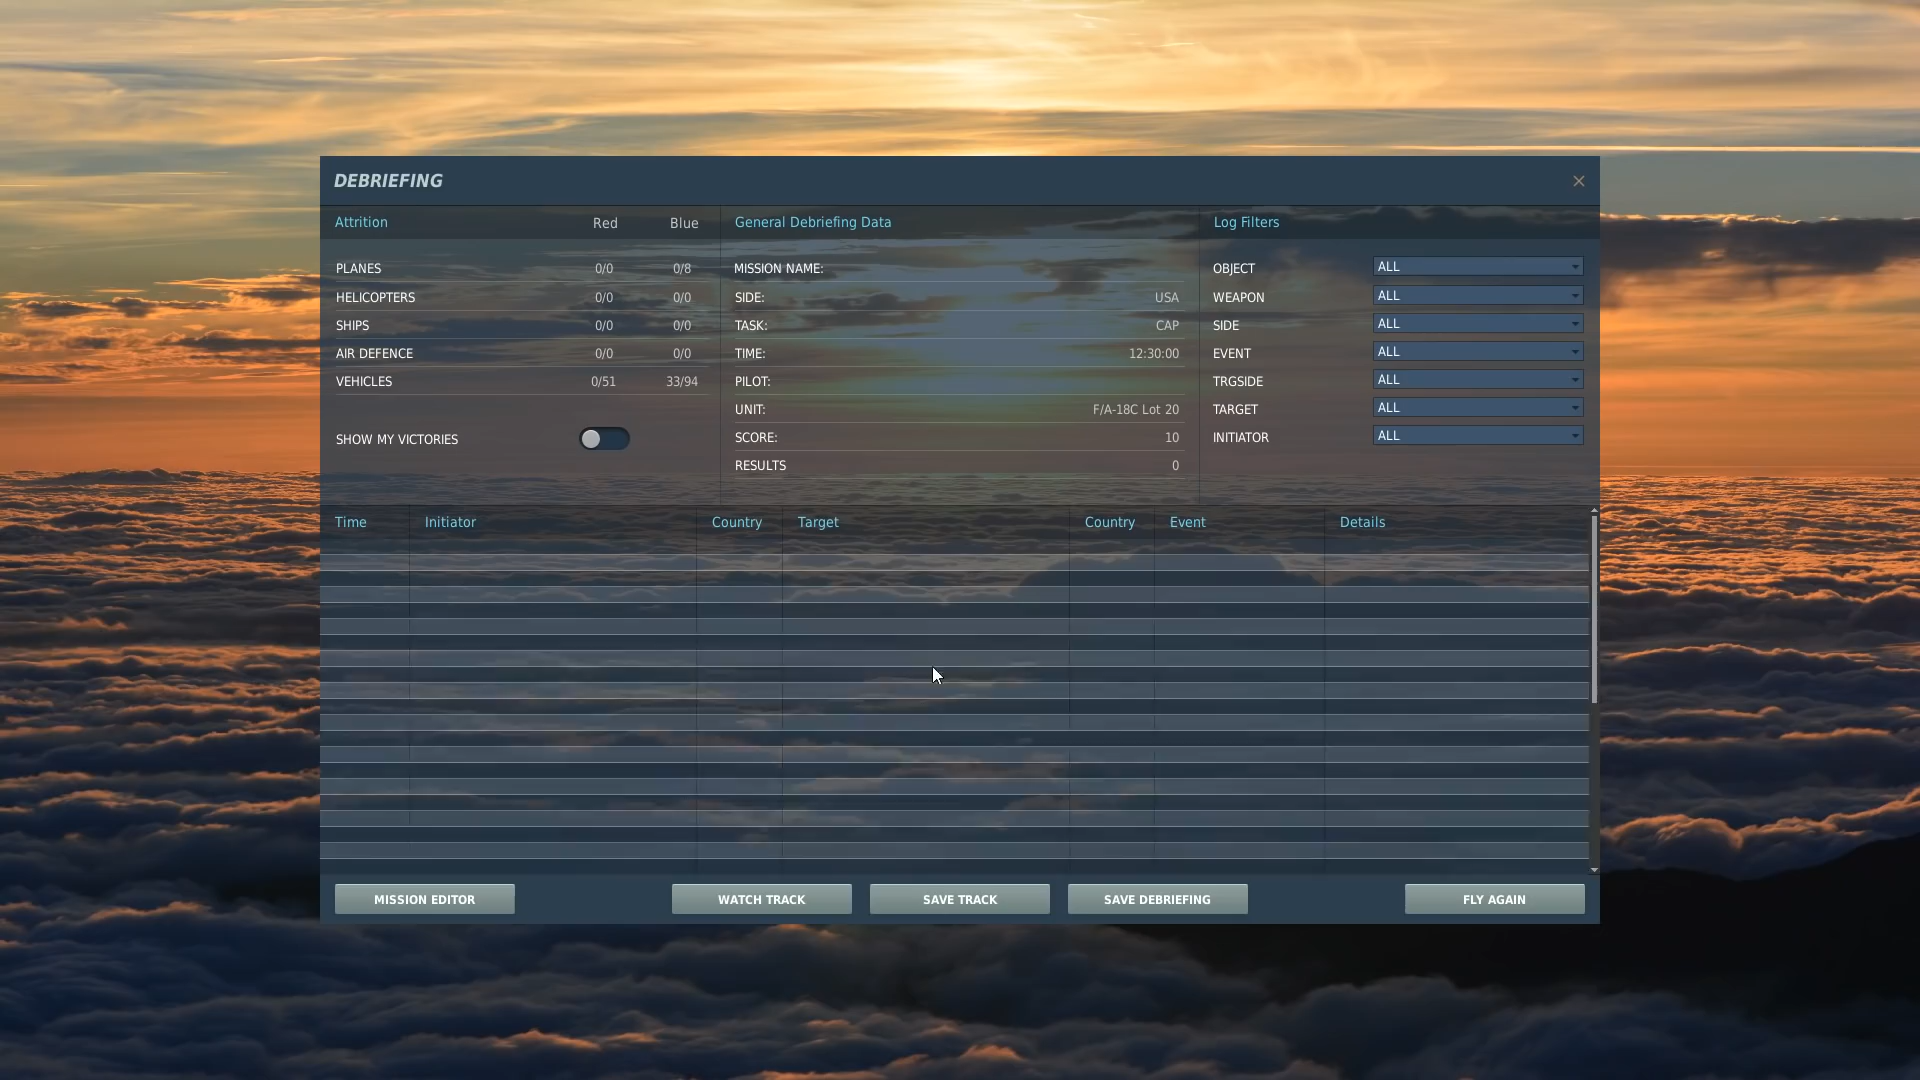 DEBRIEFING
Attrition Red Blue
PLANES 0/0 0/8
HELICOPTERS 0/0 0/0
SHIPS 0/0 0/0
AIR DEFENCE 0/0 0/0
VEHICLES 0/51 33/94
SHOW MY VICTORIES
General Debriefing Data
MISSION NAME:
SIDE: USA
TASK: CAP
TIME: 12:30:00
PILOT:
UNIT: F/A-18C Lot 20
SCORE: 10
RESULTS 0
Log Filters
OBJECT ALL
WEAPON ALL
SIDE ALL
EVENT ALL
TRGSIDE ALL
TARGET ALL
INITIATOR ALL
Time Initiator Country Target Country Event Details
MISSION EDITOR WATCH TRACK SAVE TRACK SAVE DEBRIEFING FLY AGAIN